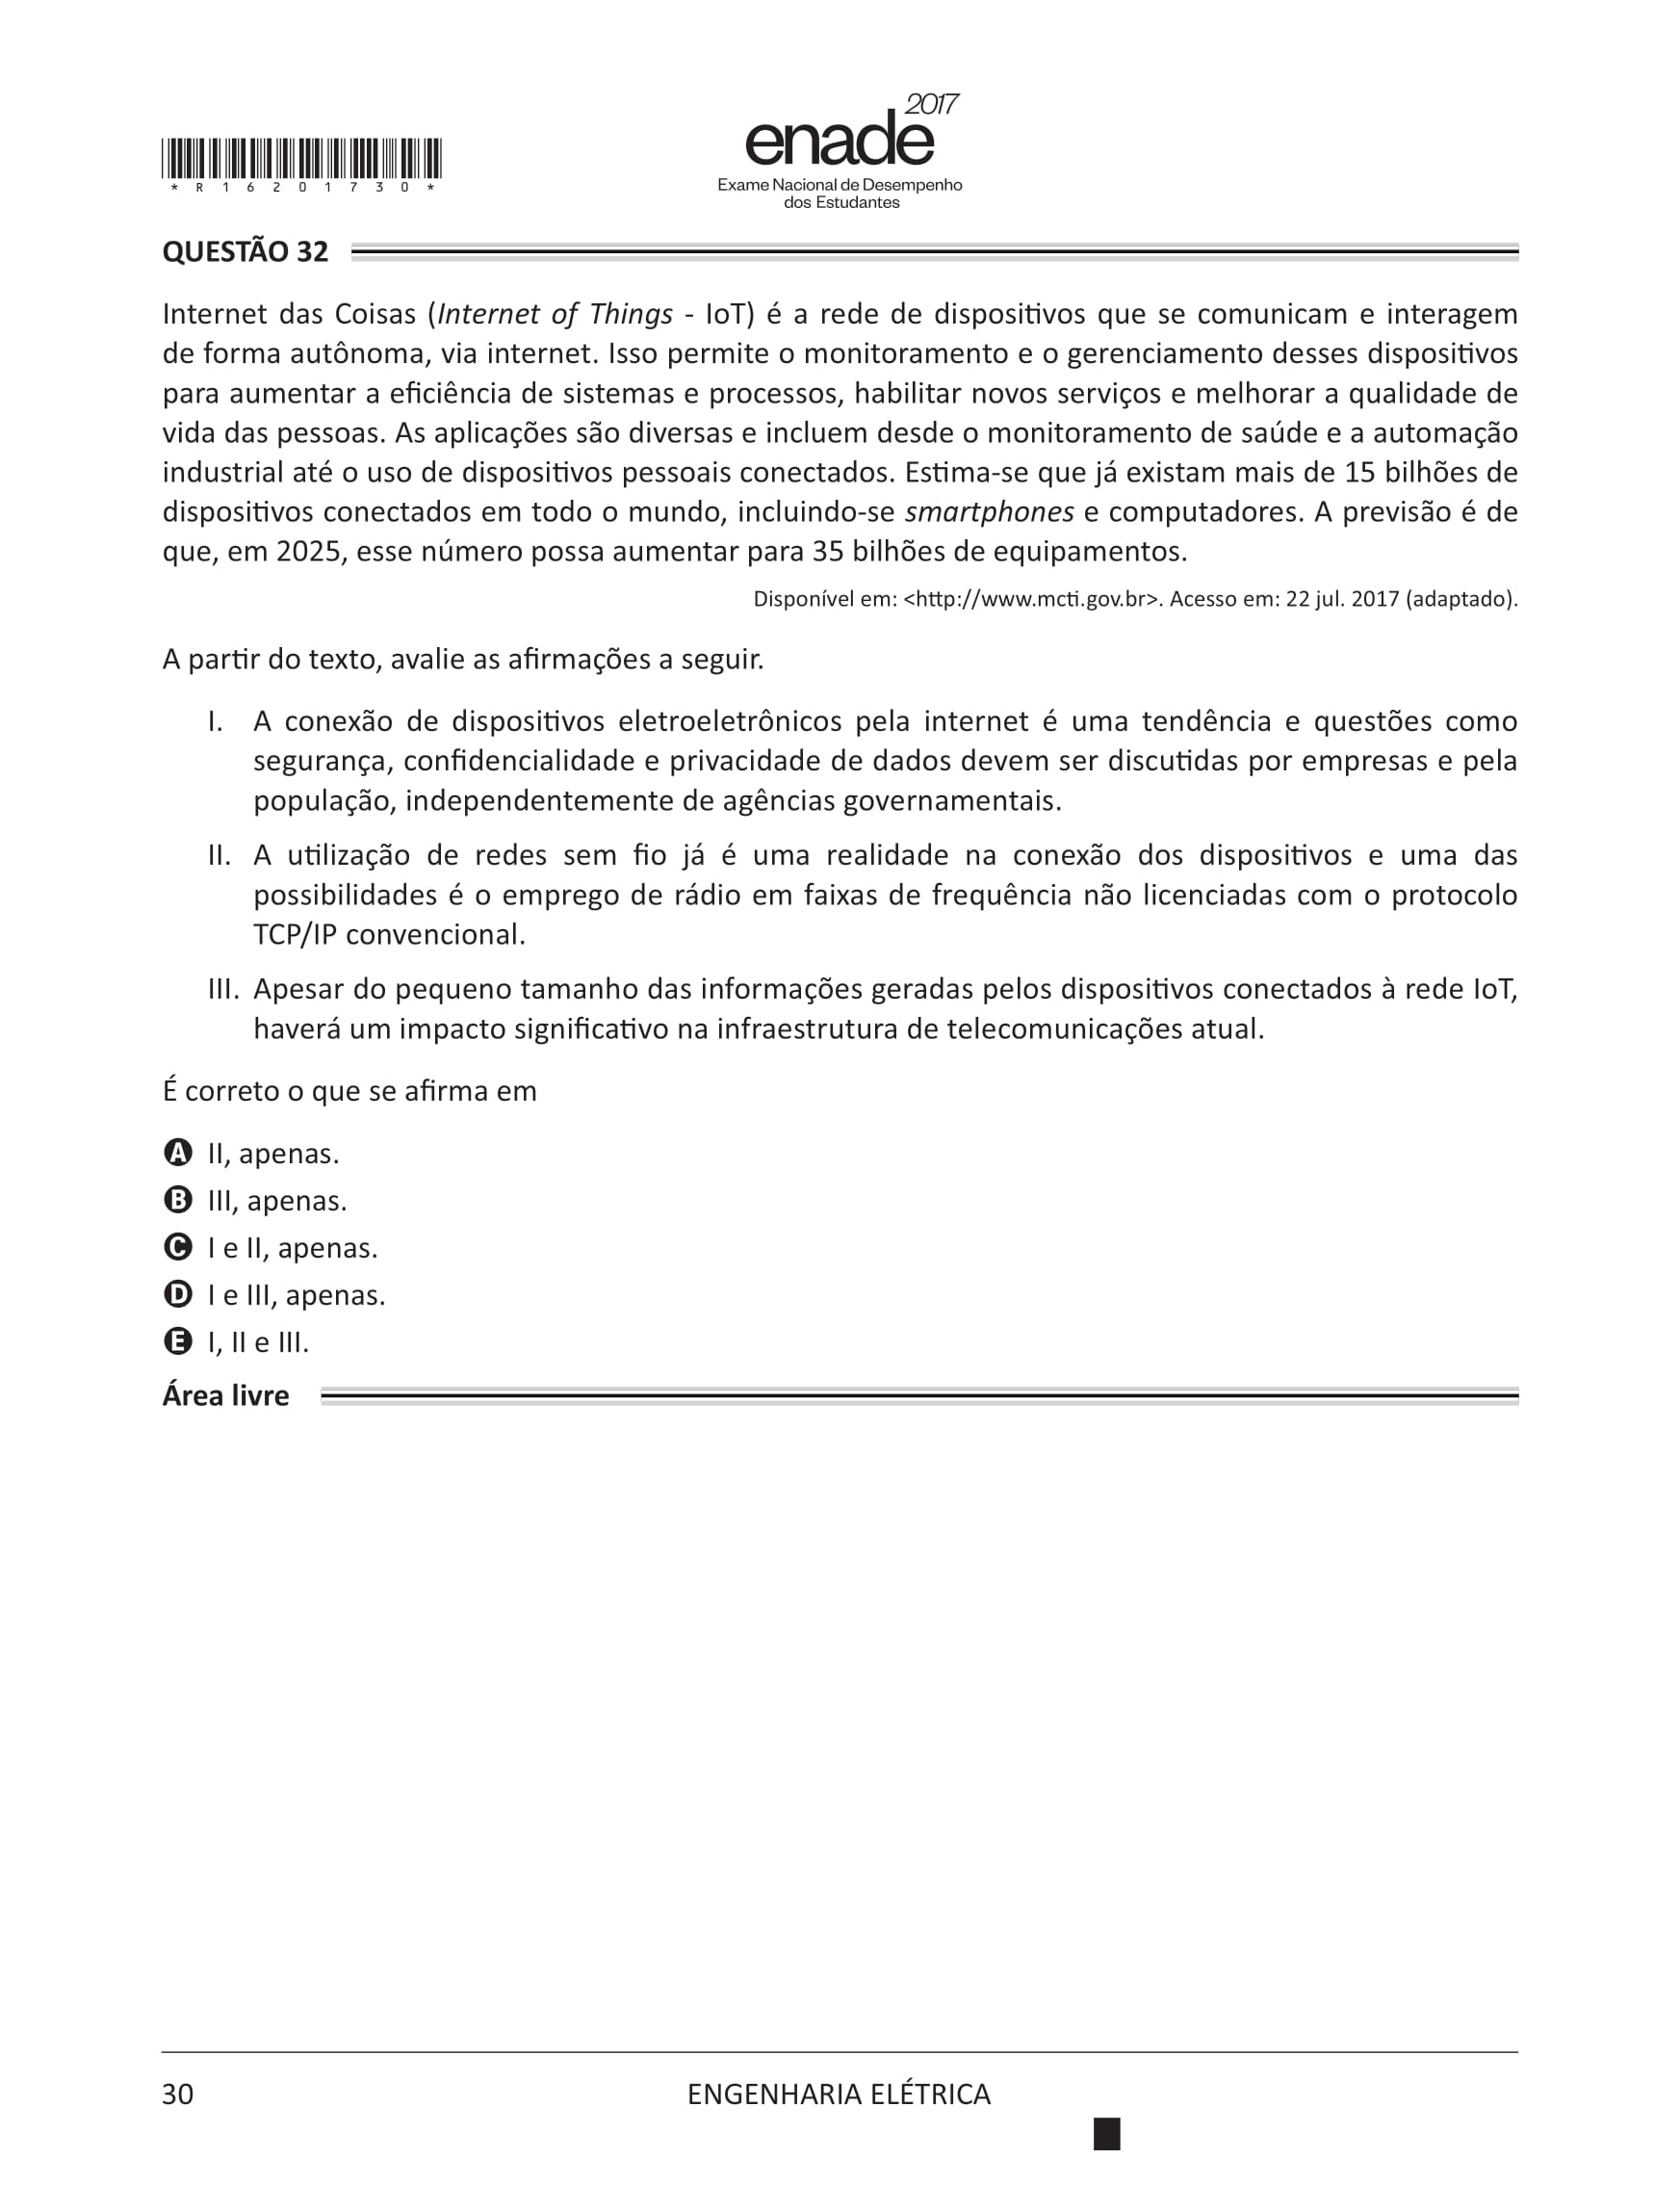 2017
enade
Exame Nacional de Desempenho
dos Estudantes
* R 1 6 2 0 1 7 3 0 *
QUESTÃO 32
Internet das Coisas (Internet of Things - IoT) é a rede de dispositivos que se comunicam e interagem
de forma autônoma, via internet. Isso permite o monitoramento e o gerenciamento desses dispositivos
para aumentar a eficiência de sistemas e processos, habilitar novos serviços e melhorar a qualidade de
vida das pessoas. As aplicações são diversas e incluem desde o monitoramento de saúde e a automação
industrial até o uso de dispositivos pessoais conectados. Estima-se que já existam mais de 15 bilhões de
dispositivos conectados em todo o mundo, incluindo-se smartphones e computadores. A previsão é de
que, em 2025, esse número possa aumentar para 35 bilhões de equipamentos.
Disponível em: <http://www.mcti.gov.br>. Acesso em: 22 jul. 2017 (adaptado).
A partir do texto, avalie as afirmações a seguir.
I. A conexão de dispositivos eletroeletrônicos pela internet é uma tendência e questões como
segurança, confidencialidade e privacidade de dados devem ser discutidas por empresas e pela
população, independentemente de agências governamentais.
II. A utilização de redes sem fio já é uma realidade na conexão dos dispositivos e uma das
possibilidades é o emprego de rádio em faixas de frequência não licenciadas com o protocolo
TCP/IP convencional.
III. Apesar do pequeno tamanho das informações geradas pelos dispositivos conectados à rede IoT,
haverá um impacto significativo na infraestrutura de telecomunicações atual.
É correto o que se afirma em
A II, apenas.
B III, apenas.
C I e II, apenas.
D I e III, apenas.
E I, II e III.
Área livre
30
ENGENHARIA ELÉTRICA